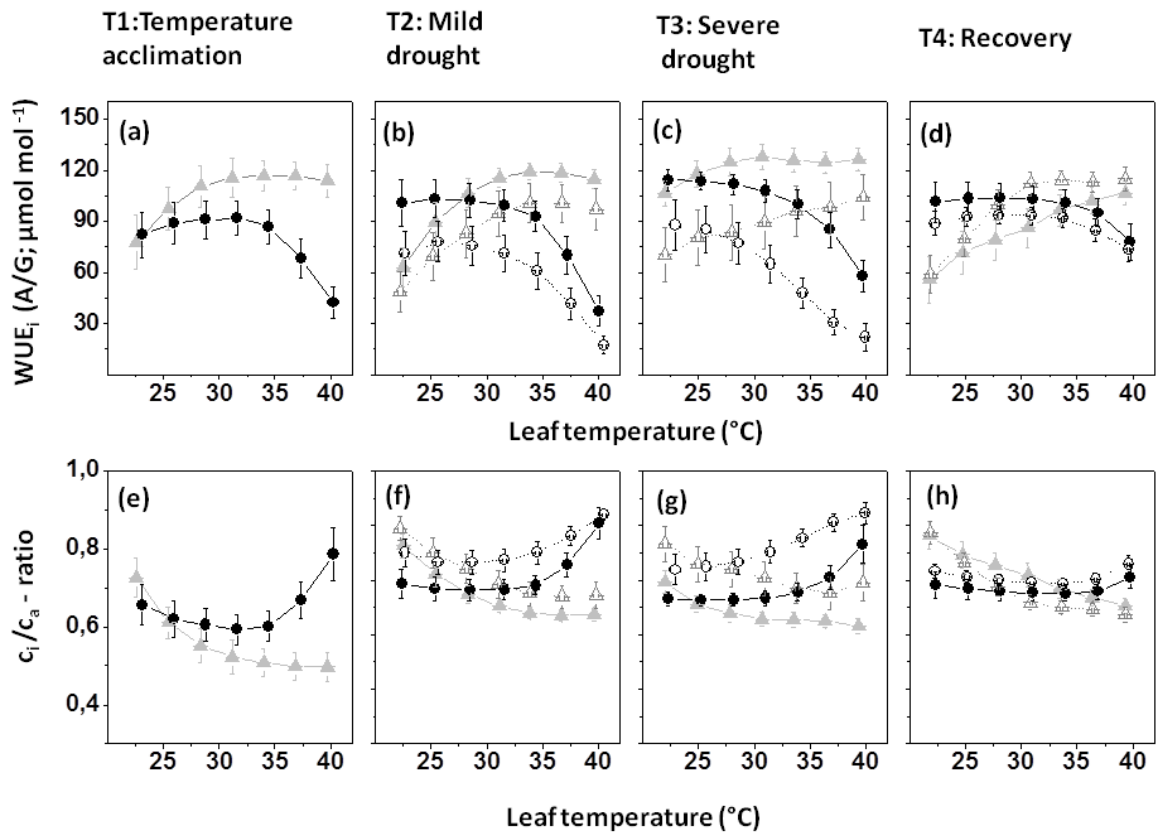 T1:Temperature acclimation
T2: Mild drought
T3: Severe drought
T4: Recovery
WUEi (A/G; µmol mol -1)
150
120
90
60
30
(a)
(b)
(c)
(d)
25 30 35 40
25 30 35 40
25 30 35 40
25 30 35 40
Leaf temperature (°C)
ci/ca - ratio
1,0
0,8
0,6
0,4
(e)
(f)
(g)
(h)
25 30 35 40
25 30 35 40
25 30 35 40
25 30 35 40
Leaf temperature (°C)